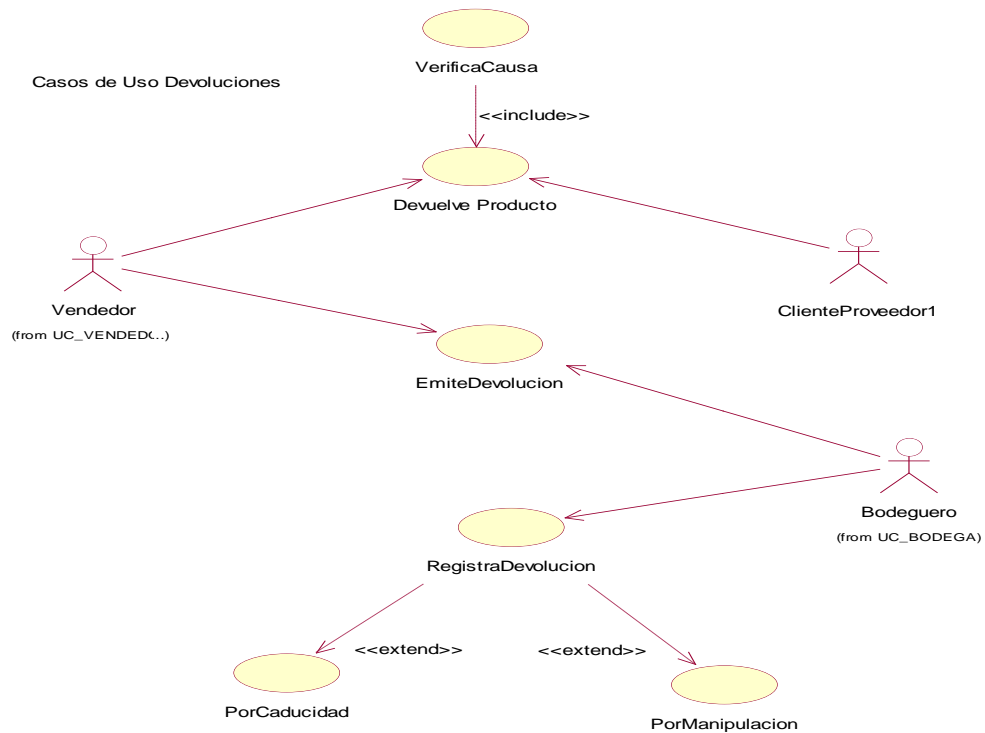 VerificaCausa
Casos de Uso Devoluciones
<<include>>
Devuelve Producto
Vendedor
(from UC_VENDEDO...)
ClienteProveedor1
EmiteDevolucion
Bodeguero
(from UC_BODEGA)
RegistraDevolucion
<<extend>>
<<extend>>
PorCaducidad
PorManipulacion